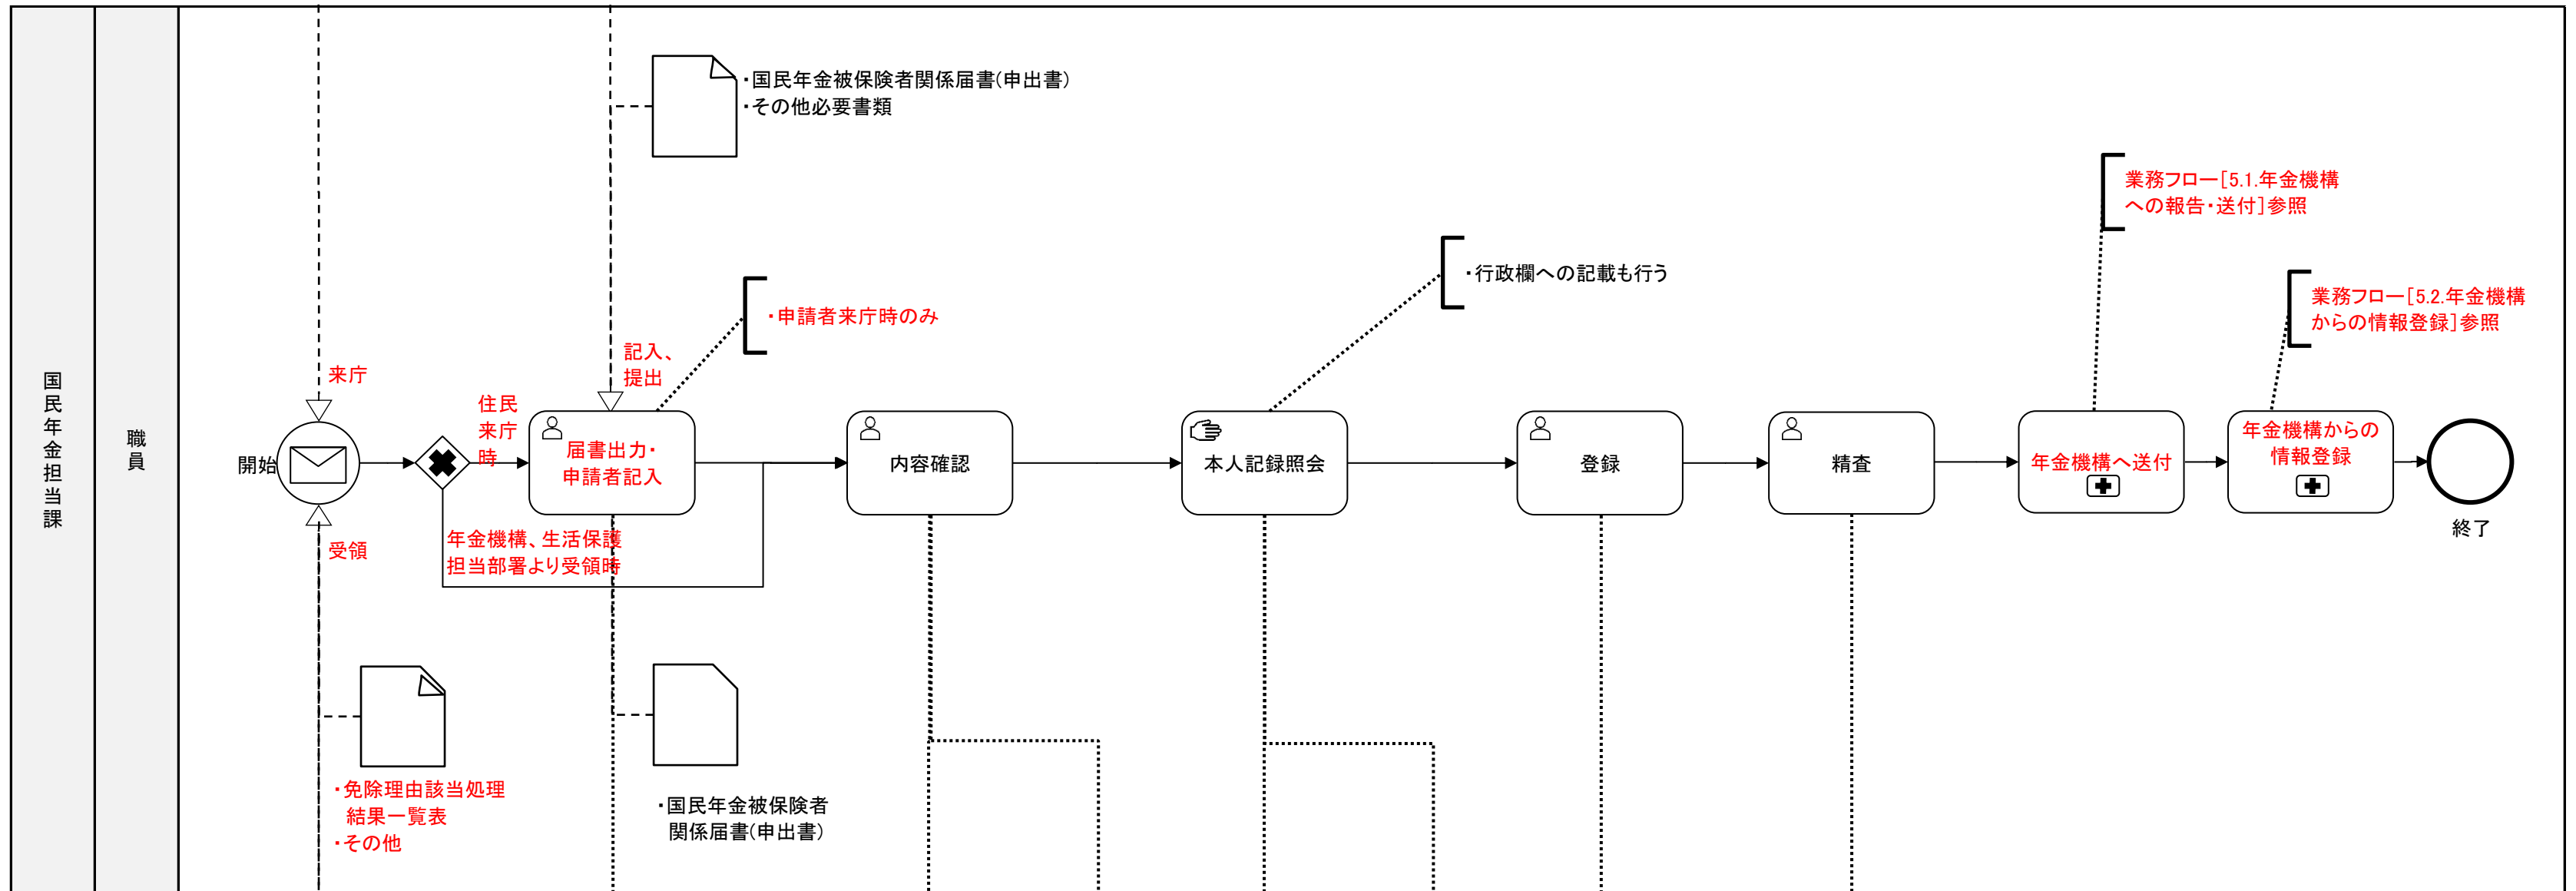 国民年金担当課
職員
・国民年金被保険者関係届書(申出書)
・その他必要書類
業務フロー[5.1.年金機構
への報告・送付]参照
・行政欄への記載も行う
業務フロー[5.2.年金機構
からの情報登録]参照
・申請者来庁時のみ
記入、
提出
来庁
住民
来庁
時
開始
届書出力・
申請者記入
内容確認
本人記録照会
登録
精査
年金機構へ送付
年金機構からの
情報登録
終了
受領
年金機構、生活保護
担当部署より受領時
・免除理由該当処理
結果一覧表
・その他
・国民年金被保険者
関係届書(申出書)